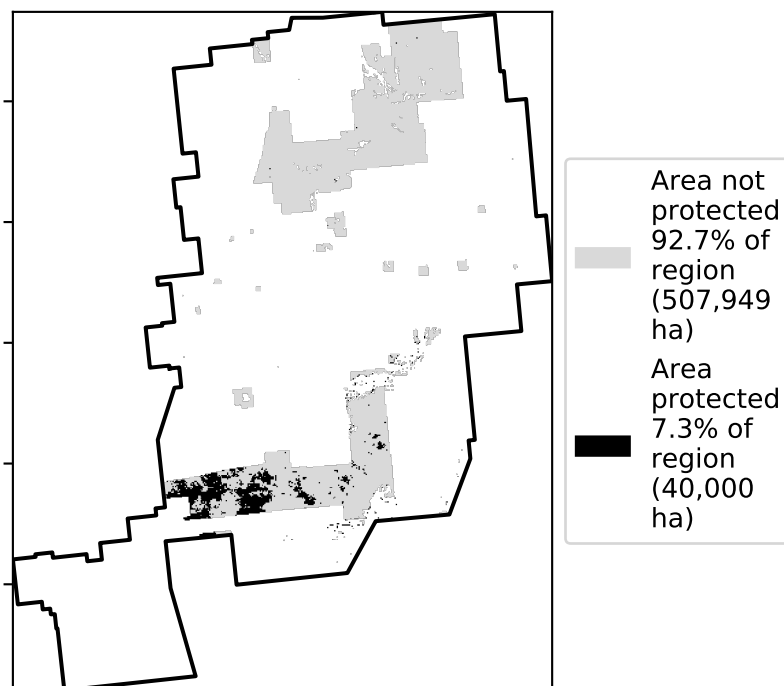 Area not
protected
92.7% of
region
(507,949
ha)
Area
protected
7.3% of
region
(40,000
ha)